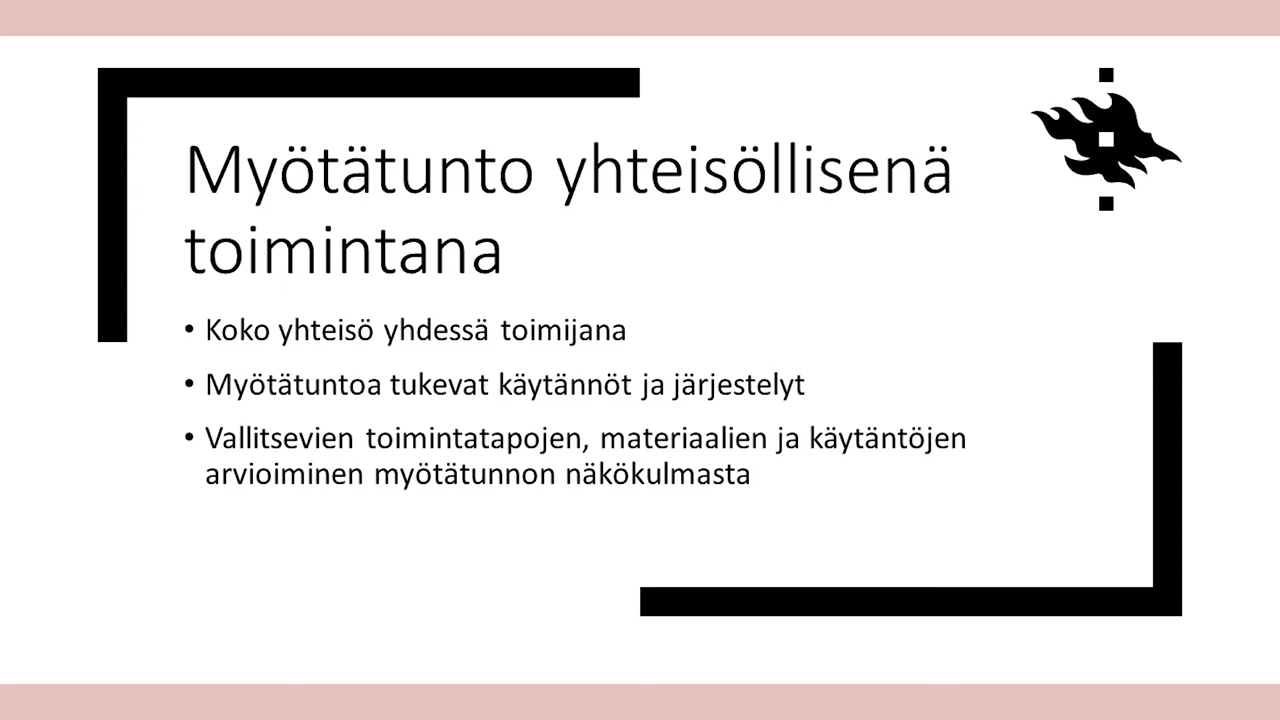 Myötätunto yhteisöllisenä
toimintana
• Koko yhteisö yhdessä toimijana
• Myötätuntoa tukevat käytännöt ja järjestelyt
• Vallitsevien toimintatapojen, materiaalien ja käytäntöjen
arvioiminen myötätunnon näkökulmasta